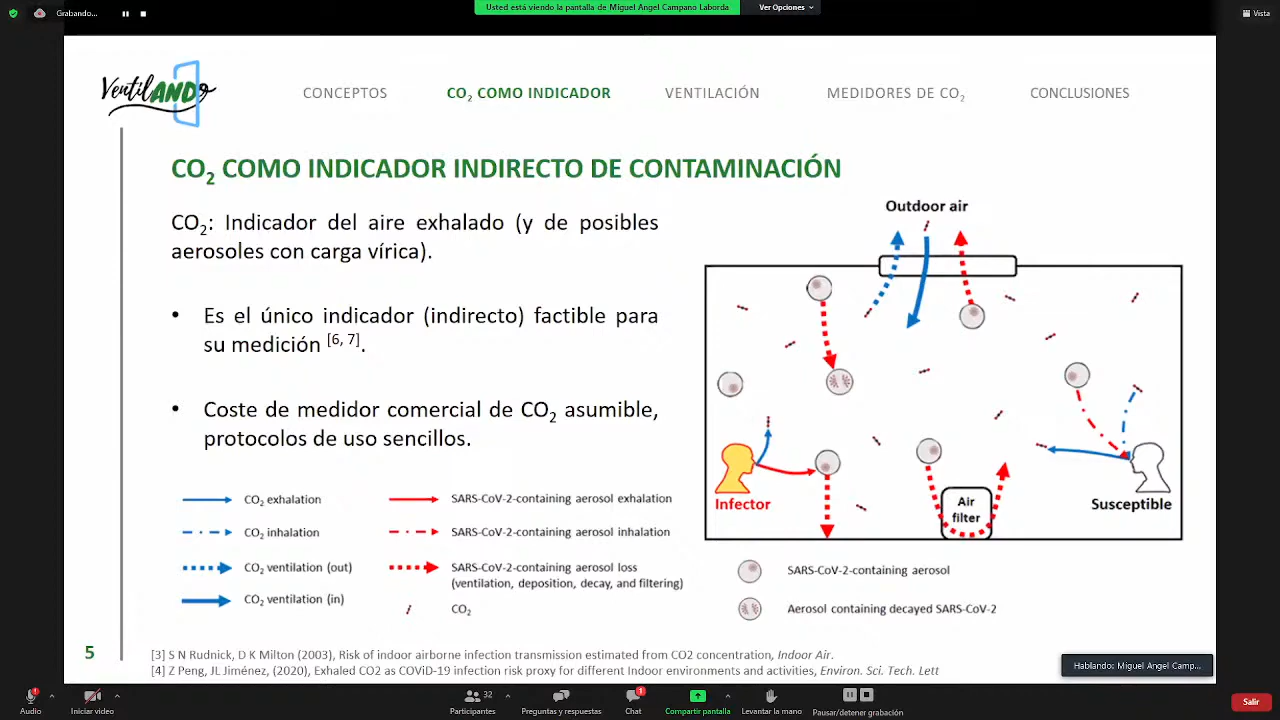 Grabando...
Usted está viendo la pantalla de Miguel Angel Campano Laborda
Ver Opciones
Vista
VentilANDo
CONCEPTOS
CO₂ COMO INDICADOR
VENTILACIÓN
MEDIDORES DE CO₂
CONCLUSIONES
CO₂ COMO INDICADOR INDIRECTO DE CONTAMINACIÓN
CO₂: Indicador del aire exhalado (y de posibles
aerosoles con carga vírica).
• Es el único indicador (indirecto) factible para
su medición [6, 7].
• Coste de medidor comercial de CO₂ asumible,
protocolos de uso sencillos.
CO₂ exhalation
CO₂ inhalation
CO₂ ventilation (out)
CO₂ ventilation (in)
SARS-CoV-2-containing aerosol exhalation
SARS-CoV-2-containing aerosol inhalation
SARS-CoV-2-containing aerosol loss
(ventilation, deposition, decay, and filtering)
CO₂
Outdoor air
Infector
Air
filter
Susceptible
SARS-CoV-2-containing aerosol
Aerosol containing decayed SARS-CoV-2
5
[3] S N Rudnick, D K Milton (2003), Risk of indoor airborne infection transmission estimated from CO2 concentration, Indoor Air.
[4] Z Peng, JL Jiménez, (2020), Exhaled CO2 as COViD-19 infection risk proxy for different Indoor environments and activities, Environ. Sci. Tech. Lett
Hablando: Miguel Angel Camp...
Audio
Iniciar video
32
Participantes
Preguntas y respuestas
1
Chat
Compartir pantalla
Levantar la mano
Pausar/detener grabación
Salir